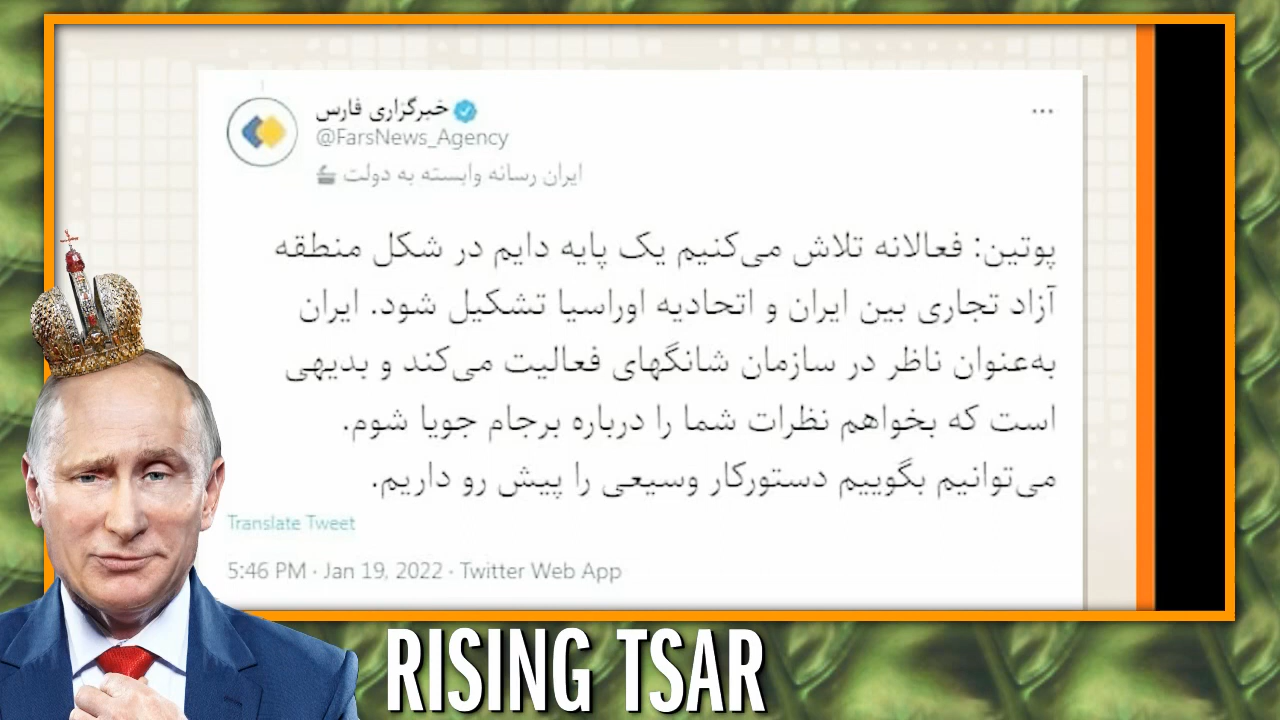 خبرگزاری فارس
@FarsNews_Agency
ایران رسانه وابسته به دولت
پوتین: فعالانه تلاش می‌کنیم یک پایه دایم در شکل منطقه
آزاد تجاری بین ایران و اتحادیه اوراسیا تشکیل شود. ایران
به‌عنوان ناظر در سازمان شانگهای فعالیت می‌کند و بدیهی
است که بخواهم نظرات شما را درباره برجام جویا شوم.
می‌توانیم بگوییم دستورکار وسیعی را پیش رو داریم.
Translate Tweet
5:46 PM · Jan 19, 2022 · Twitter Web App
RISING TSAR